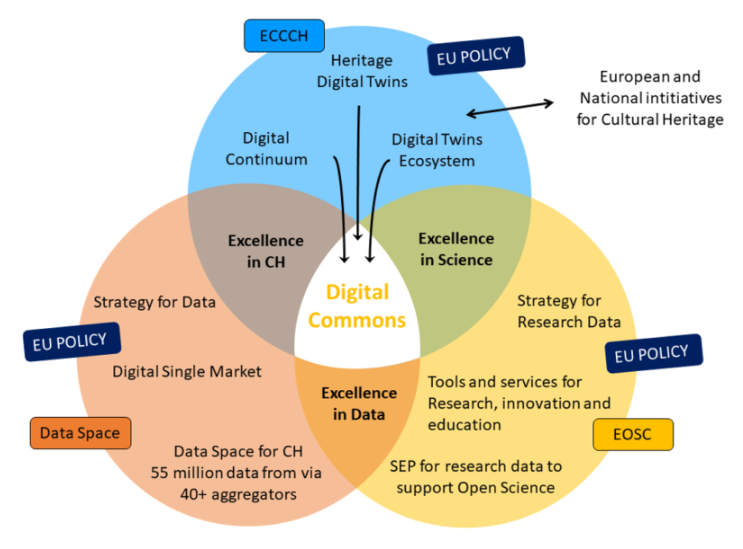 ECCCH
EU POLICY
Heritage
Digital Twins
European and
National intitiatives
for Cultural Heritage
Digital
Continuum
Digital Twins
Ecosystem
Excellence
in CH
Excellence
in Science
Digital
Commons
Strategy for Data
Strategy for
Research Data
EU POLICY
EU POLICY
Digital Single Market
Excellence
in Data
Tools and services for
Research, innovation and
education
Data Space
EOSC
Data Space for CH
55 million data from via
40+ aggregators
SEP for research data to
support Open Science